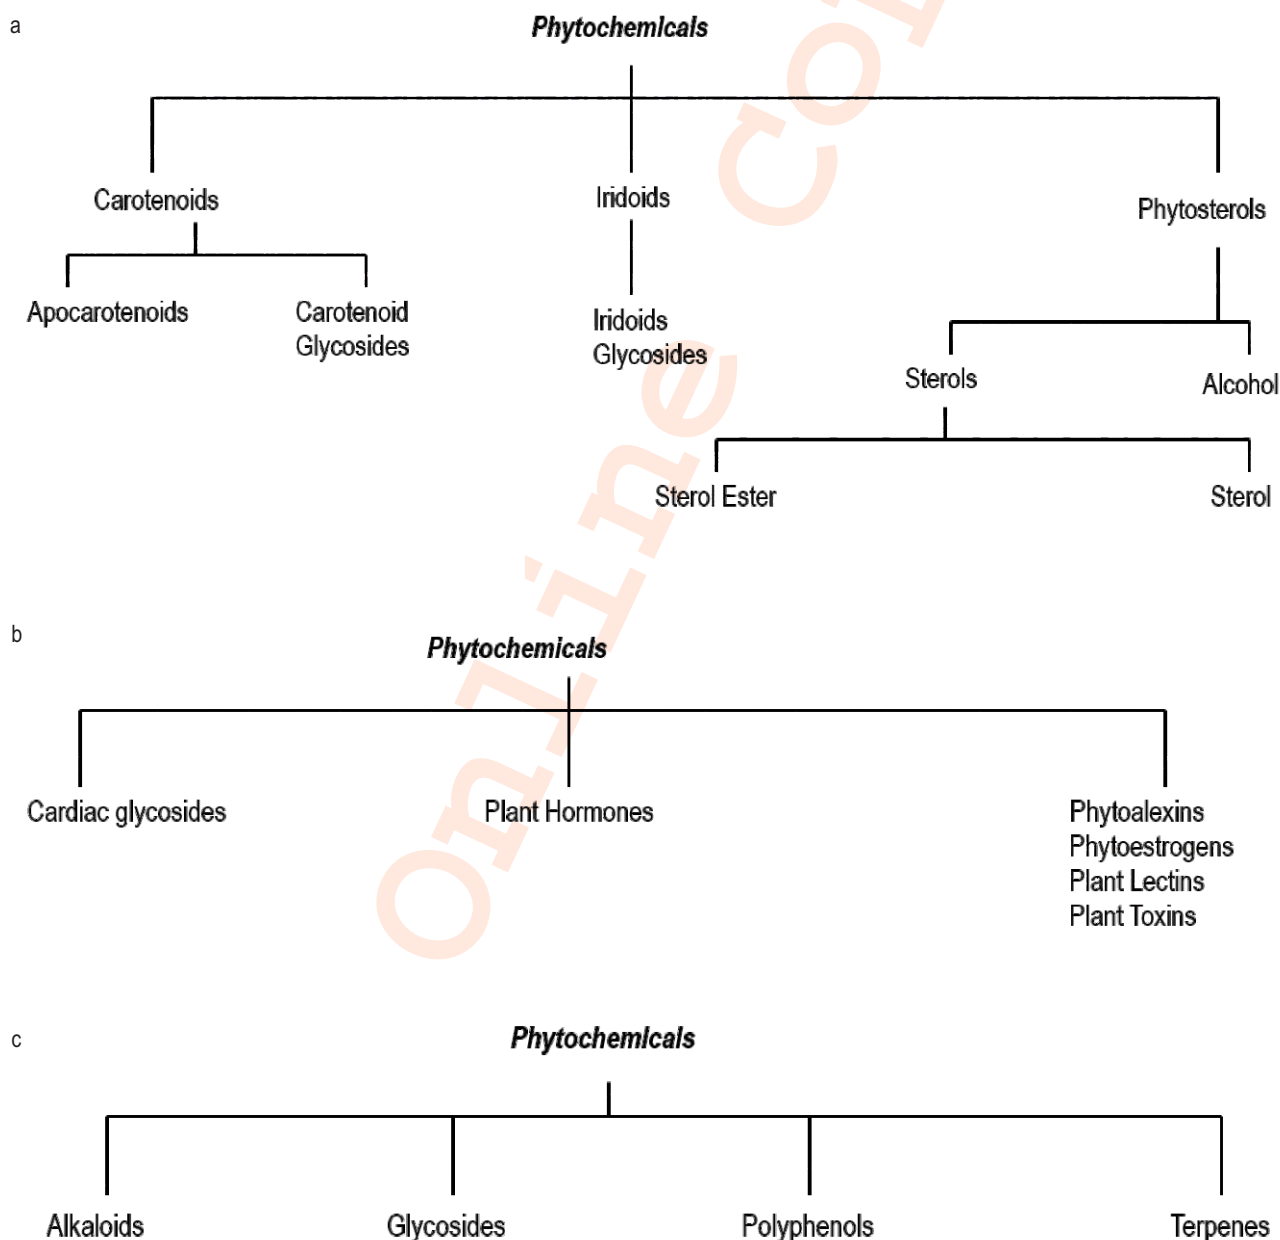 a
Phytochemicals
Carotenoids
Iridoids
Phytosterols
Apocarotenoids
Carotenoid
Glycosides
Iridoids
Glycosides
Sterols
Alcohol
Sterol Ester
Sterol
b
Phytochemicals
Cardiac glycosides
Plant Hormones
Phytoalexins
Phytoestrogens
Plant Lectins
Plant Toxins
c
Phytochemicals
Alkaloids
Glycosides
Polyphenols
Terpenes
Online